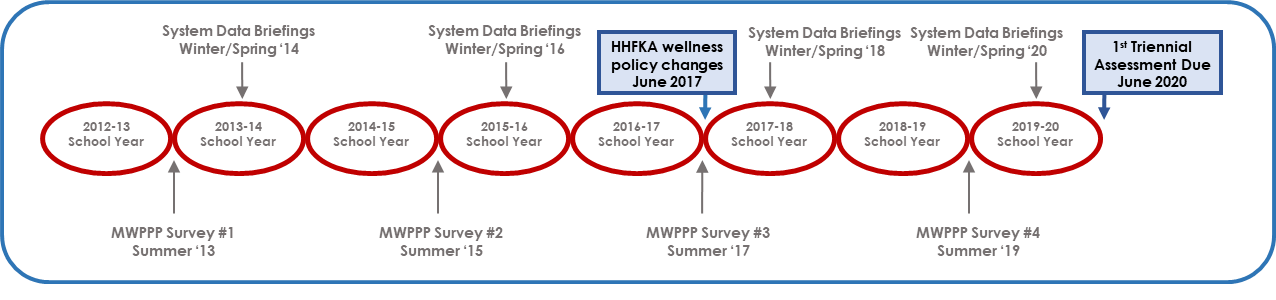 System Data Briefings
Winter/Spring ‘14
System Data Briefings
Winter/Spring ‘16
HHFKA wellness
policy changes
June 2017
System Data Briefings
Winter/Spring ‘18
System Data Briefings
Winter/Spring ‘20
1st Triennial
Assessment Due
June 2020
2012-13
School Year
2013-14
School Year
2014-15
School Year
2015-16
School Year
2016-17
School Year
2017-18
School Year
2018-19
School Year
2019-20
School Year
MWPPP Survey #1
Summer ‘13
MWPPP Survey #2
Summer ‘15
MWPPP Survey #3
Summer ‘17
MWPPP Survey #4
Summer ‘19